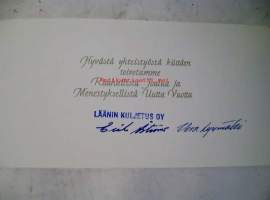 Hyvästä yhteistyöstä kiittäen
toivotamme
Rauhallista Joulua ja
Menestyksellistä Uutta Vuotta
LÄÄNIN KULJETUS OY